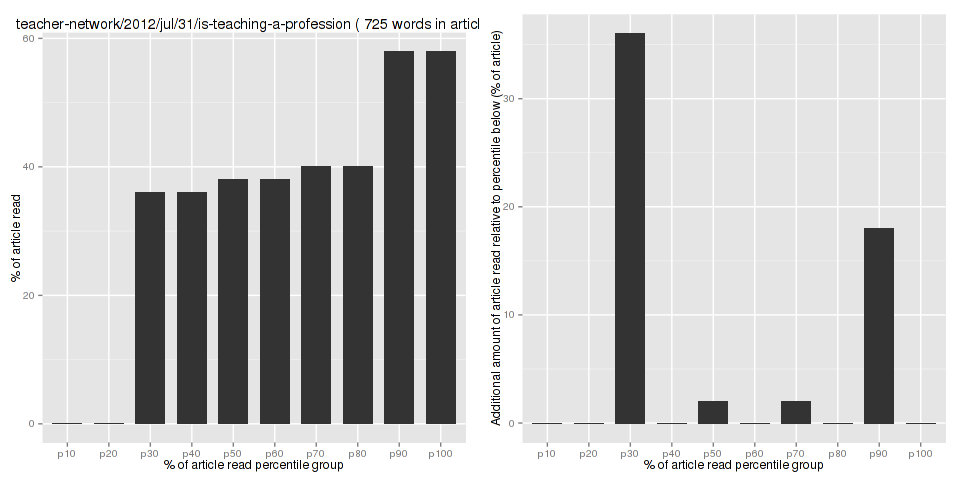 teacher-network/2012/jul/31/is-teaching-a-profession ( 725 words in articl
60
40
20
0
% of article read
p10 p20 p30 p40 p50 p60 p70 p80 p90 p100
% of article read percentile group
Additional amount of article read relative to percentile below (% of article)
30
20
10
0
p10 p20 p30 p40 p50 p60 p70 p80 p90 p100
% of article read percentile group